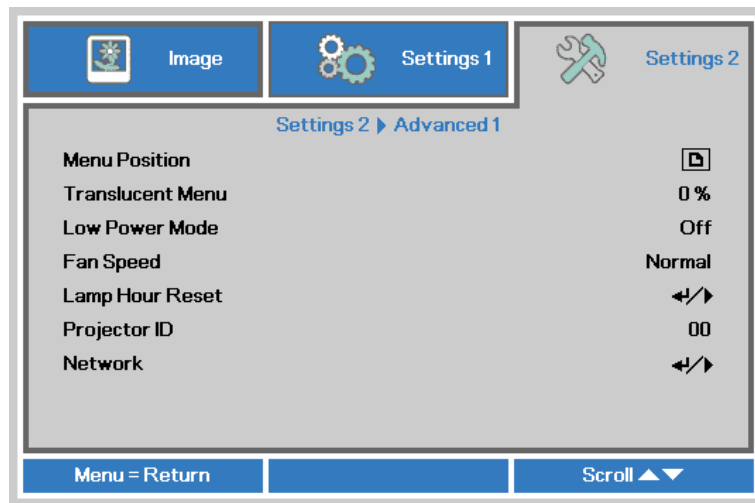 Image
Settings 1
Settings 2
Settings 2 Advanced 1
Menu Position
Translucent Menu 0 %
Low Power Mode Off
Fan Speed Normal
Lamp Hour Reset /
Projector ID 00
Network /
Menu = Return
Scroll